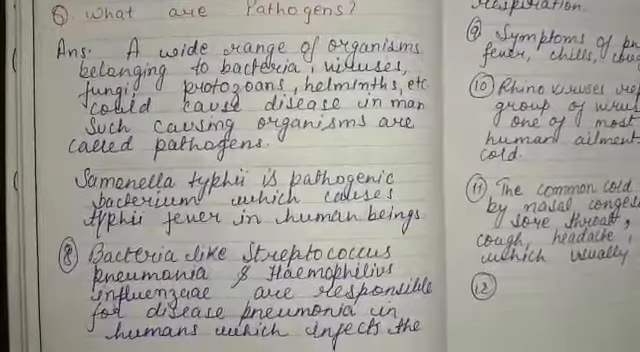 Q. What are Pathogens?
Ans. A wide range of organisms
belonging to bacteria, viruses,
fungi, protozoans, helminths, etc
could cause disease in man
Such causing organisms are
called pathogens.
Samonella typhii is pathogenic
bacterium which causes
typhii fever in human beings
⑧ Bacteria like Streptococcus
pneumonia & Haemophilius
influenzae are responsible
for disease pneumonia in
humans which infects the
respiration.
⑨ Symptoms of
fever, chills,
⑩ Rhino viruses
group of
one of most
human ailment
cold.
⑪ The common cold
by nasal
sore throat,
cough, headache,
which usually
⑫